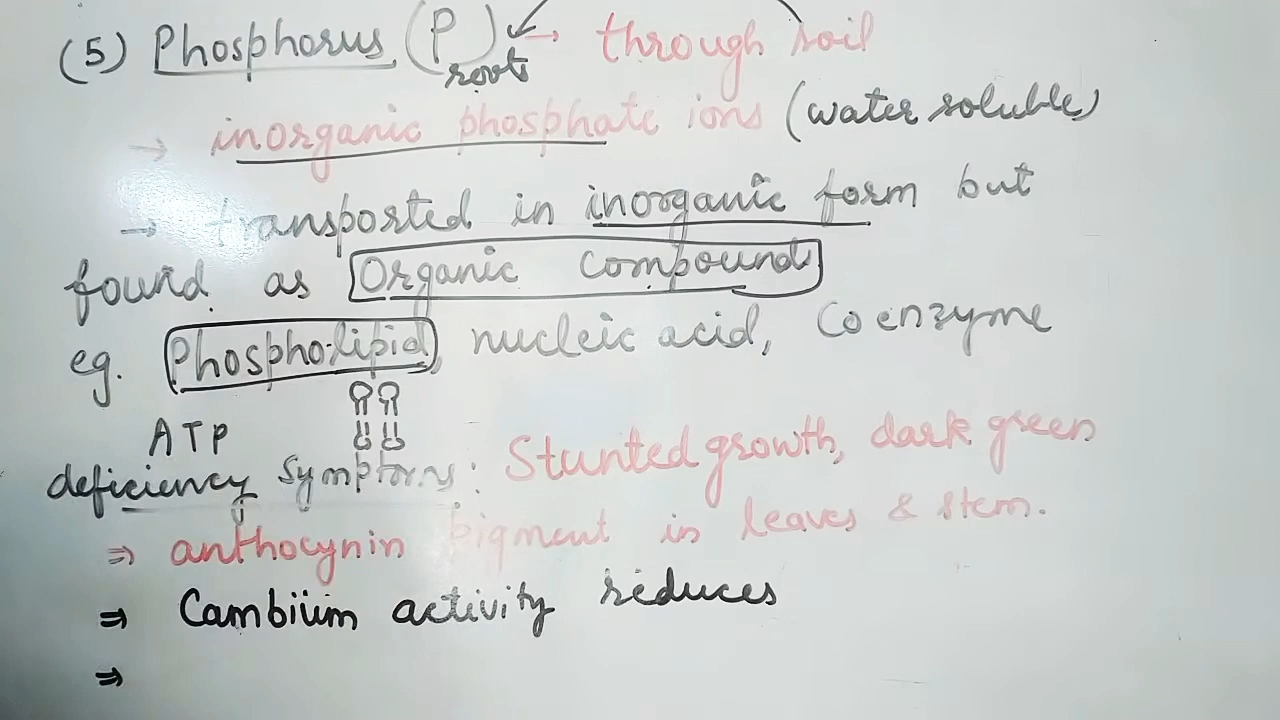 (5) Phosphorus (P) → through soil
roots
→ inorganic phosphate ions (water soluble)
→ transported in inorganic form but
found as Organic Compound
eg. Phospho-lipid, nucleic acid, Coenzyme
ATP
deficiency symptoms: Stunted growth, dark green
⇒ anthocynin pigment in leaves & stem.
⇒ Cambium activity reduces
⇒